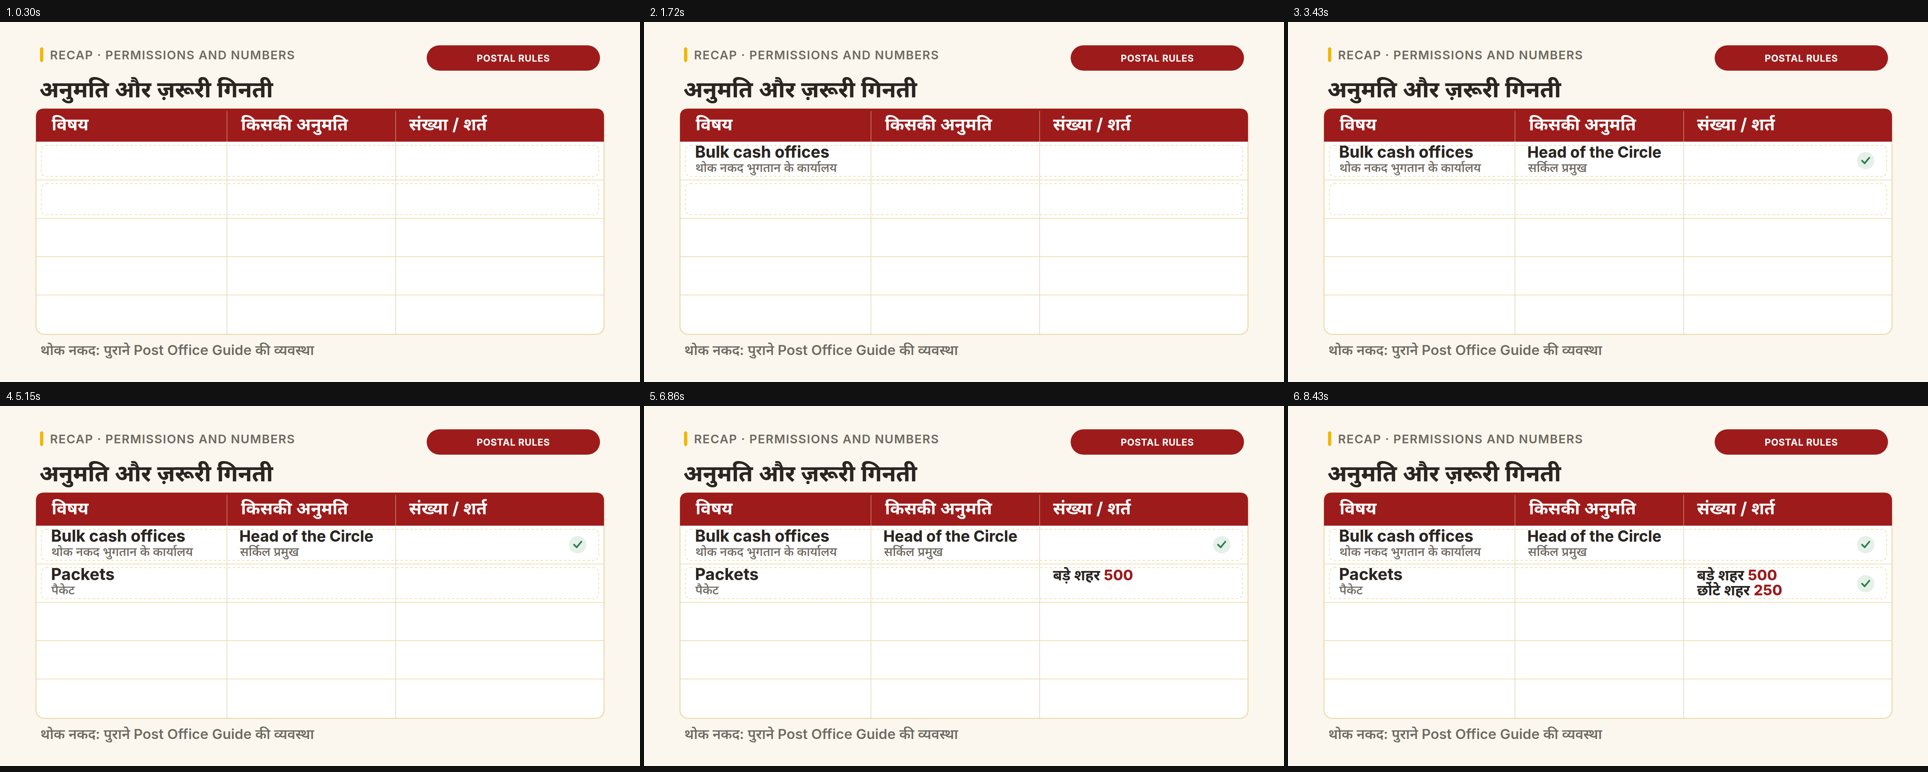 1. 0.30s
RECAP · PERMISSIONS AND NUMBERS
POSTAL RULES
अनुमति और ज़रूरी गिनती
विषय किसकी अनुमति संख्या / शर्त
थोक नकद: पुराने Post Office Guide की व्यवस्था
2. 1.72s
RECAP · PERMISSIONS AND NUMBERS
POSTAL RULES
अनुमति और ज़रूरी गिनती
विषय किसकी अनुमति संख्या / शर्त
Bulk cash offices
थोक नकद भुगतान के कार्यालय
थोक नकद: पुराने Post Office Guide की व्यवस्था
3. 3.43s
RECAP · PERMISSIONS AND NUMBERS
POSTAL RULES
अनुमति और ज़रूरी गिनती
विषय किसकी अनुमति संख्या / शर्त
Bulk cash offices Head of the Circle
थोक नकद भुगतान के कार्यालय सर्किल प्रमुख
थोक नकद: पुराने Post Office Guide की व्यवस्था
4. 5.15s
RECAP · PERMISSIONS AND NUMBERS
POSTAL RULES
अनुमति और ज़रूरी गिनती
विषय किसकी अनुमति संख्या / शर्त
Bulk cash offices Head of the Circle
थोक नकद भुगतान के कार्यालय सर्किल प्रमुख
Packets
पैकेट
थोक नकद: पुराने Post Office Guide की व्यवस्था
5. 6.86s
RECAP · PERMISSIONS AND NUMBERS
POSTAL RULES
अनुमति और ज़रूरी गिनती
विषय किसकी अनुमति संख्या / शर्त
Bulk cash offices Head of the Circle
थोक नकद भुगतान के कार्यालय सर्किल प्रमुख
Packets बड़े शहर 500
पैकेट
थोक नकद: पुराने Post Office Guide की व्यवस्था
6. 8.43s
RECAP · PERMISSIONS AND NUMBERS
POSTAL RULES
अनुमति और ज़रूरी गिनती
विषय किसकी अनुमति संख्या / शर्त
Bulk cash offices Head of the Circle
थोक नकद भुगतान के कार्यालय सर्किल प्रमुख
Packets बड़े शहर 500
पैकेट छोटे शहर 250
थोक नकद: पुराने Post Office Guide की व्यवस्था